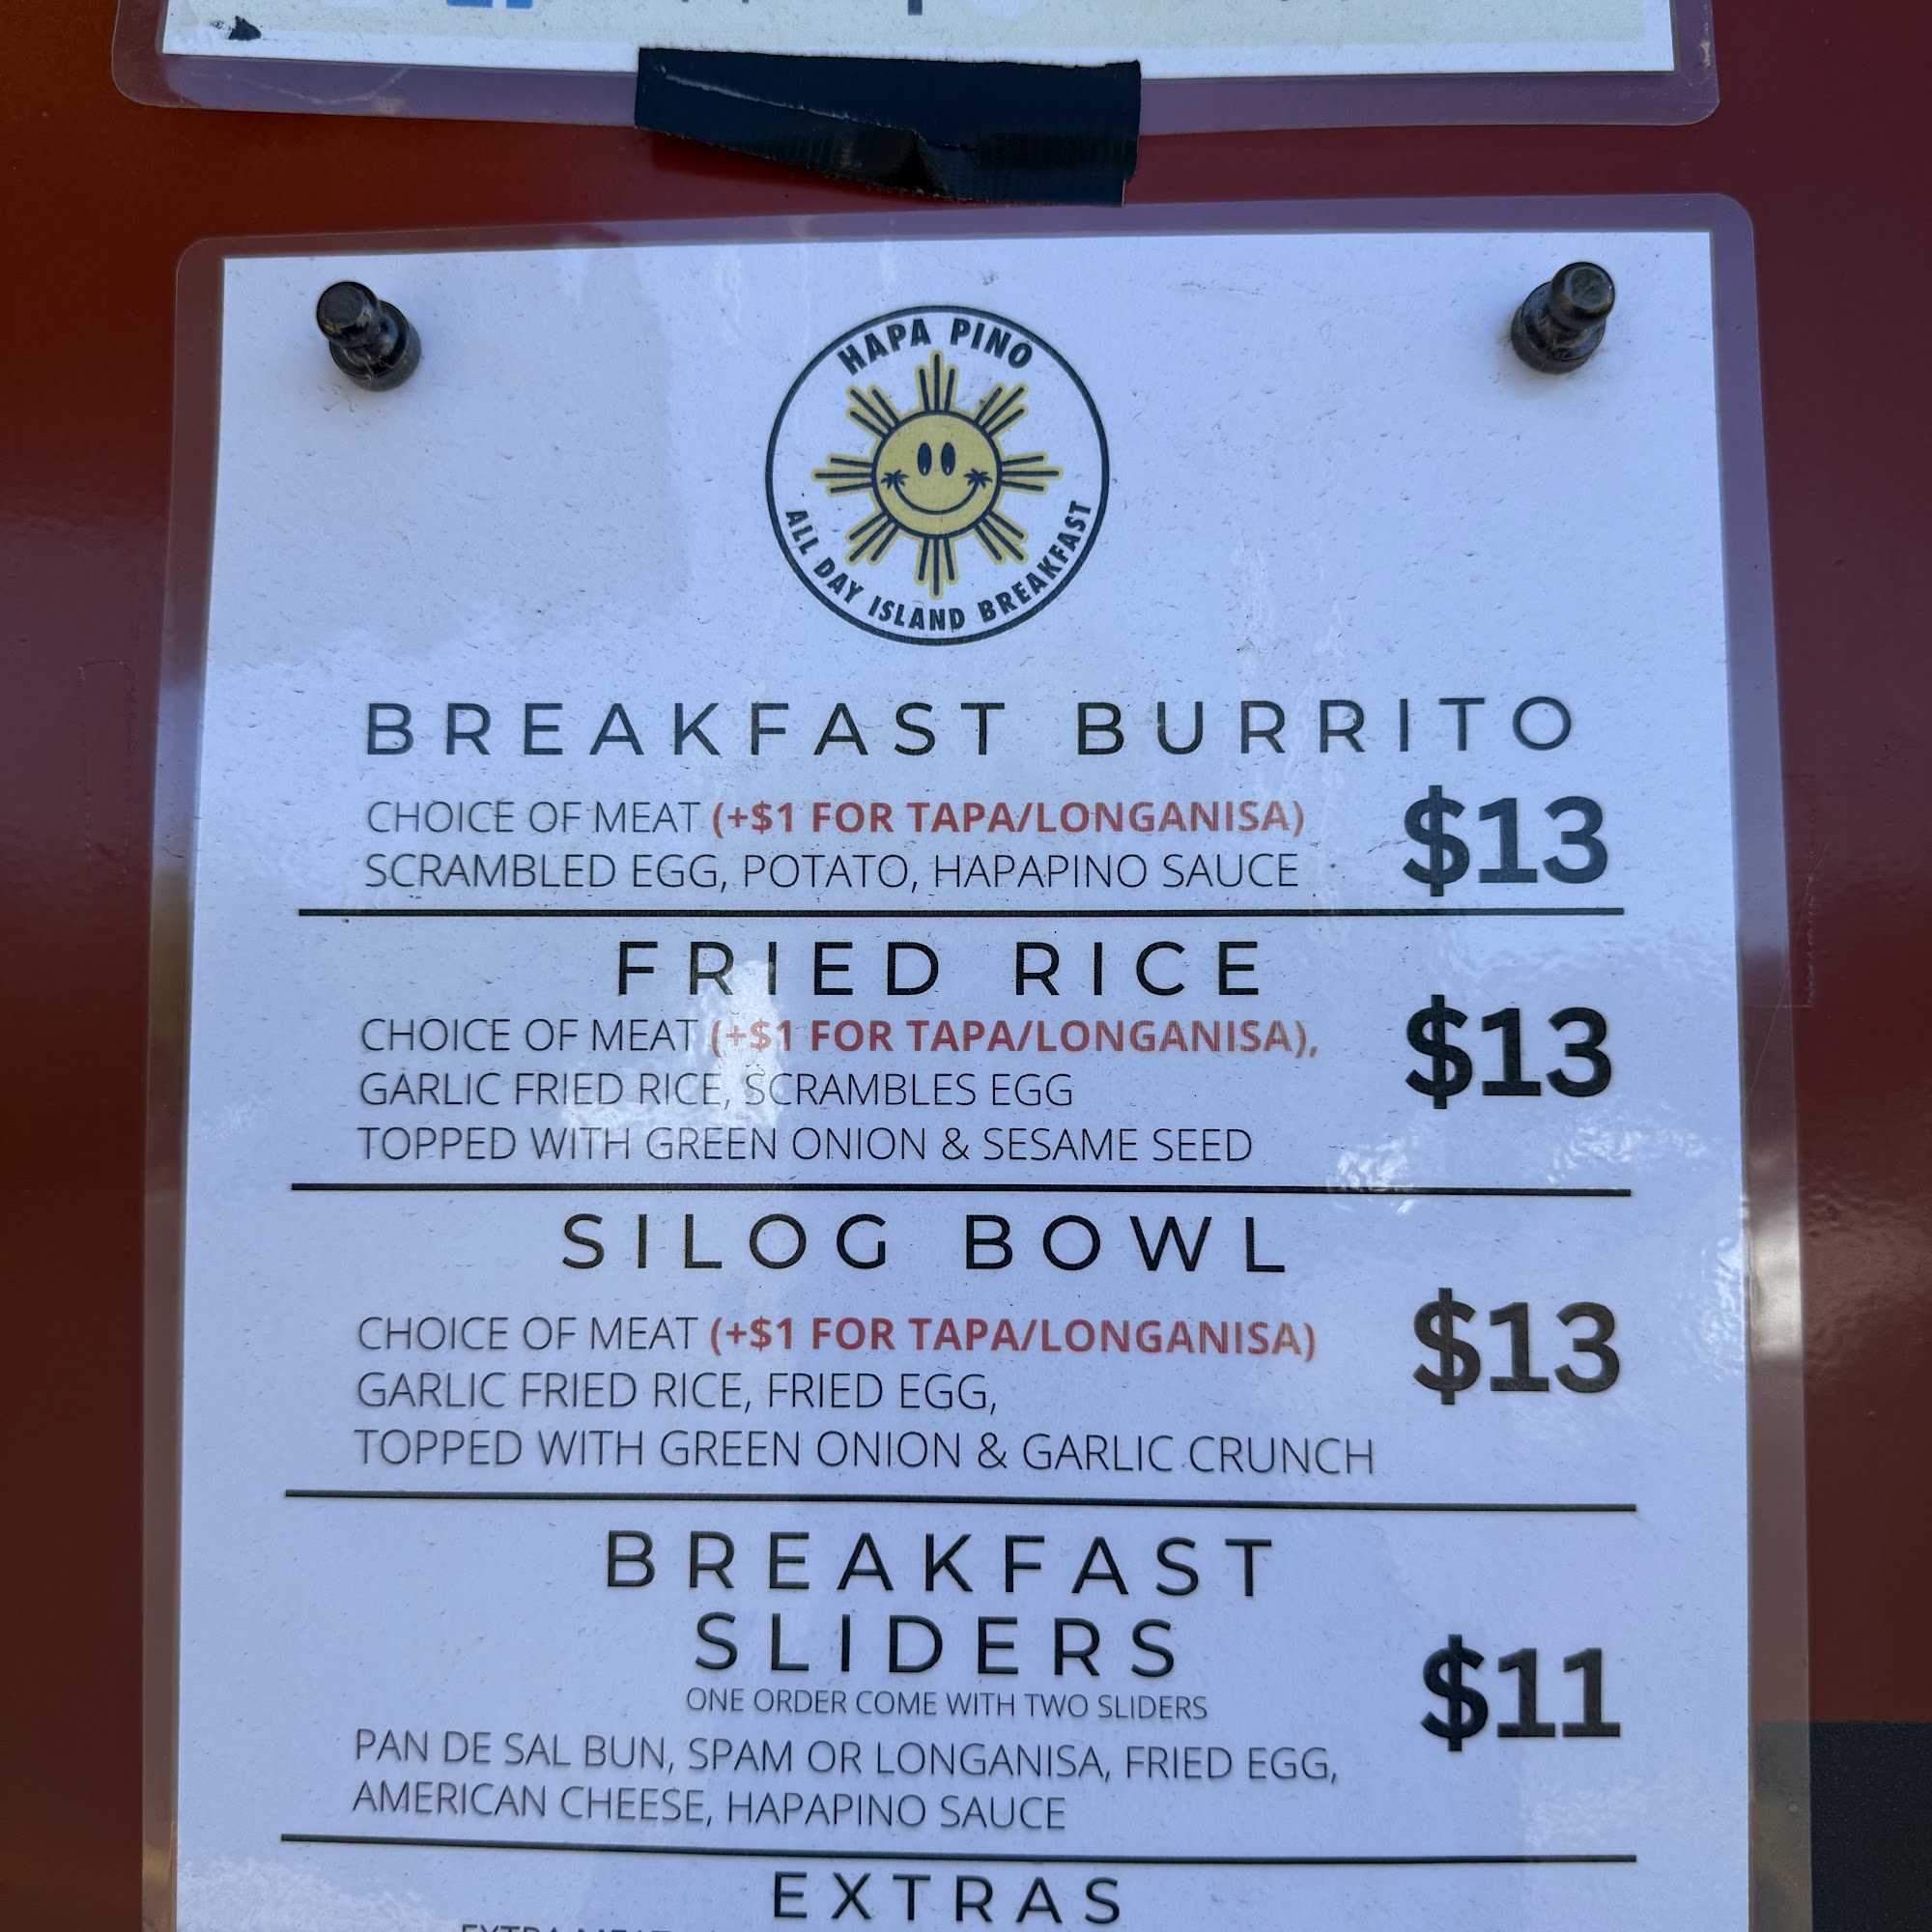 HAPA PINO
ALL DAY ISLAND BREAKFAST
BREAKFAST BURRITO
CHOICE OF MEAT (+$1 FOR TAPA/LONGANISA)
SCRAMBLED EGG, POTATO, HAPAPINO SAUCE
$13
FRIED RICE
CHOICE OF MEAT (+$1 FOR TAPA/LONGANISA),
GARLIC FRIED RICE, SCRAMBLES EGG
TOPPED WITH GREEN ONION & SESAME SEED
$13
SILOG BOWL
CHOICE OF MEAT (+$1 FOR TAPA/LONGANISA)
GARLIC FRIED RICE, FRIED EGG,
TOPPED WITH GREEN ONION & GARLIC CRUNCH
$13
BREAKFAST
SLIDERS
ONE ORDER COME WITH TWO SLIDERS
PAN DE SAL BUN, SPAM OR LONGANISA, FRIED EGG,
AMERICAN CHEESE, HAPAPINO SAUCE
$11
EXTRAS